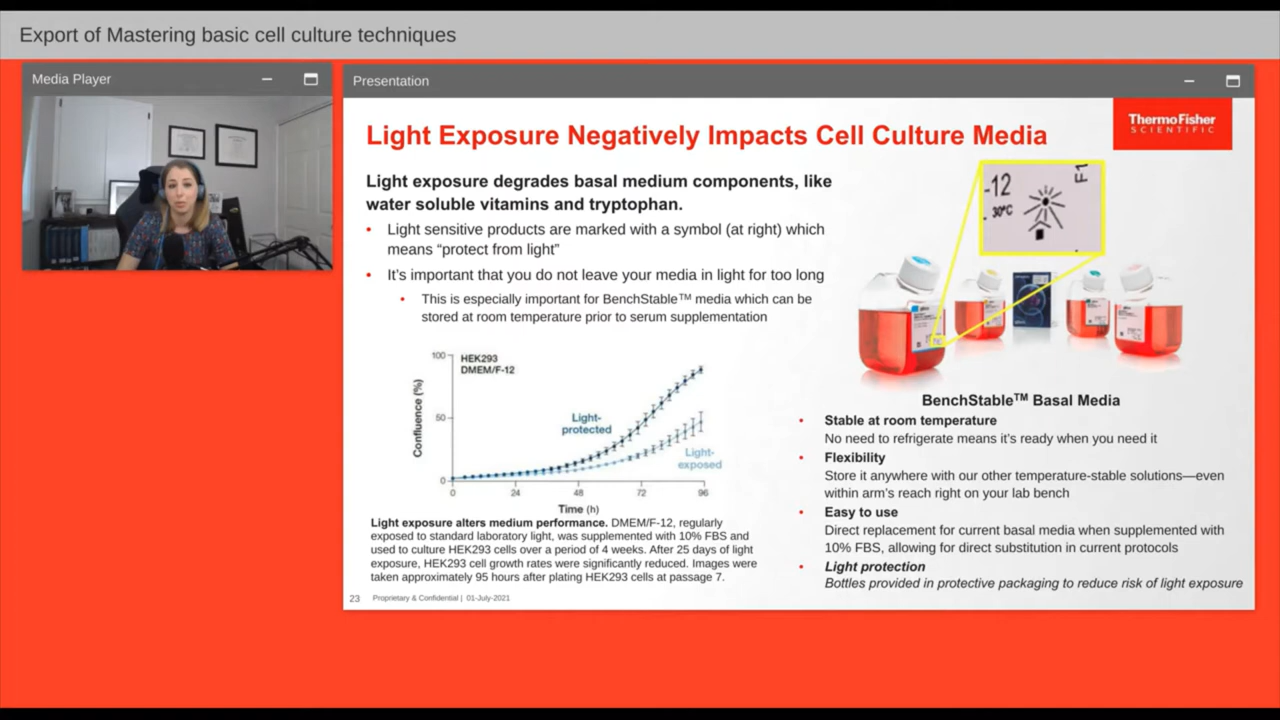 Export of Mastering basic cell culture techniques
Media Player
Presentation
ThermoFisher
SCIENTIFIC
Light Exposure Negatively Impacts Cell Culture Media
Light exposure degrades basal medium components, like
water soluble vitamins and tryptophan.
• Light sensitive products are marked with a symbol (at right) which
means “protect from light”
• It’s important that you do not leave your media in light for too long
• This is especially important for BenchStable™ media which can be
stored at room temperature prior to serum supplementation
-12
30°C
F1
HEK293
DMEM/F-12
Confluence (%)
100
50
0
Light-
protected
Light-
exposed
0 24 48 72 96
Time (h)
Light exposure alters medium performance. DMEM/F-12, regularly
exposed to standard laboratory light, was supplemented with 10% FBS and
used to culture HEK293 cells over a period of 4 weeks. After 25 days of light
exposure, HEK293 cell growth rates were significantly reduced. Images were
taken approximately 95 hours after plating HEK293 cells at passage 7.
BenchStable™ Basal Media
• Stable at room temperature
No need to refrigerate means it’s ready when you need it
• Flexibility
Store it anywhere with our other temperature-stable solutions—even
within arm’s reach right on your lab bench
• Easy to use
Direct replacement for current basal media when supplemented with
10% FBS, allowing for direct substitution in current protocols
• Light protection
Bottles provided in protective packaging to reduce risk of light exposure
23 Proprietary & Confidential | 01-July-2021